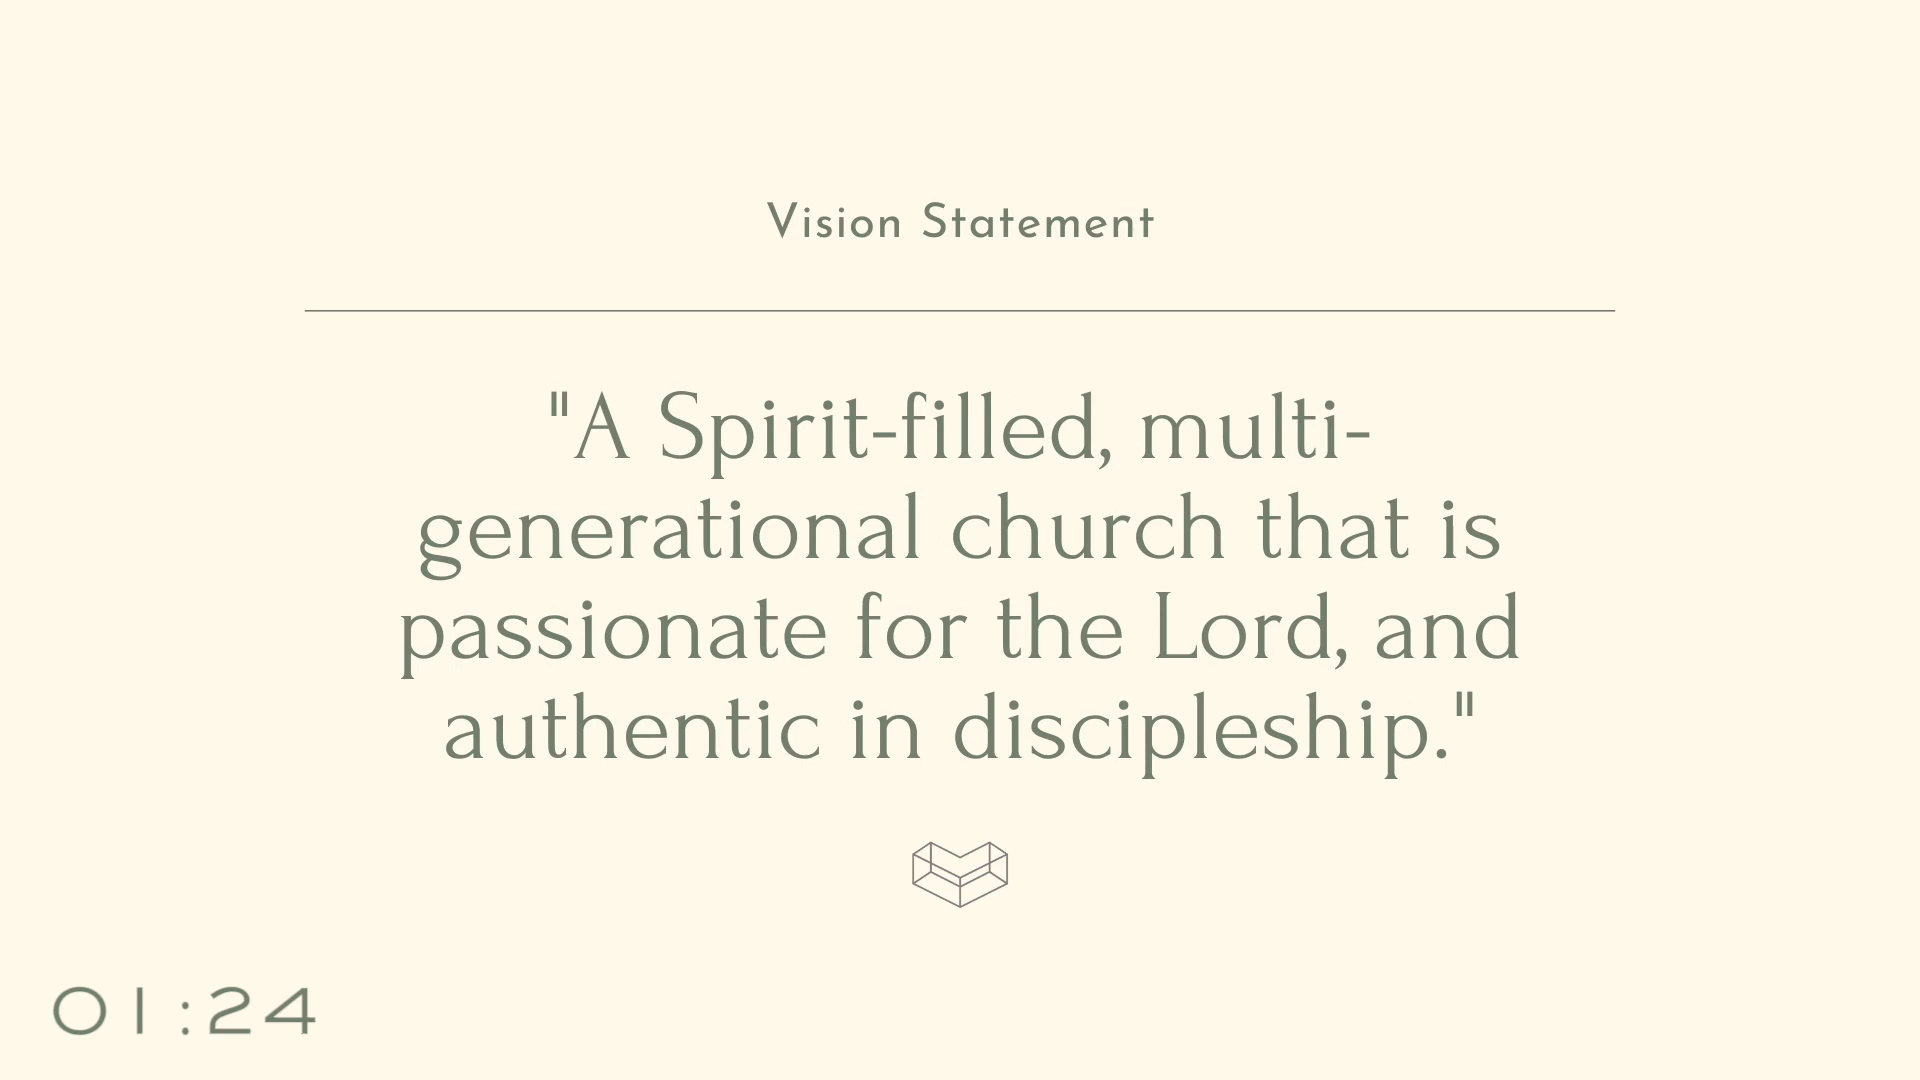 Vision Statement
"A Spirit-filled, multi-
generational church that is
passionate for the Lord, and
authentic in discipleship."
01:24